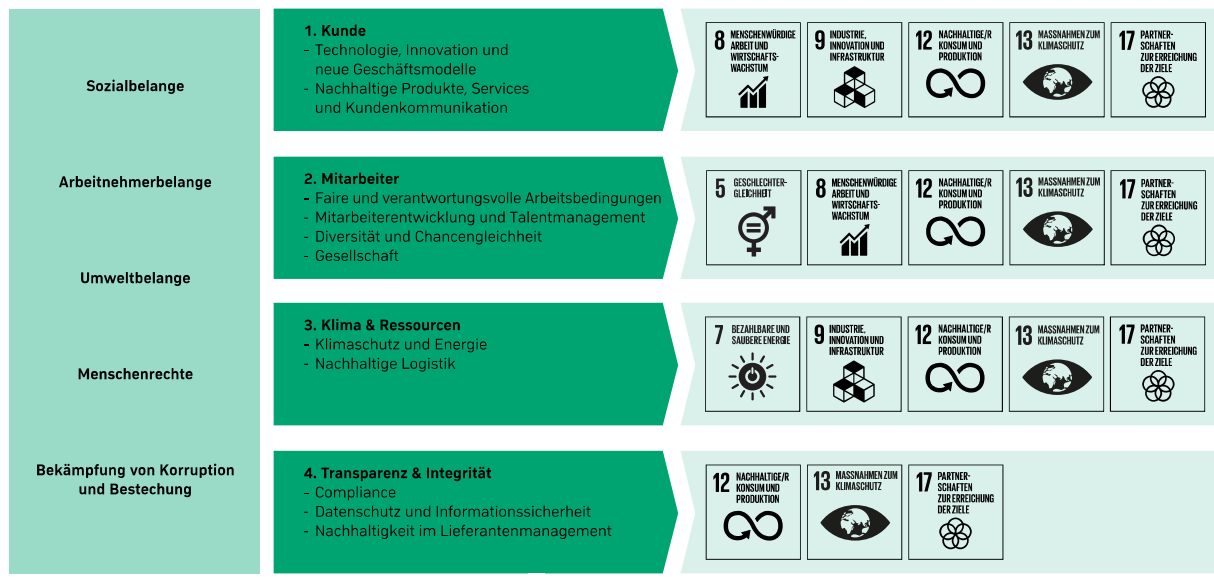 Sozialbelange
Arbeitnehmerbelange
Umweltbelange
Menschenrechte
Bekämpfung von Korruption
und Bestechung
1. Kunde
- Technologie, Innovation und
neue Geschäftsmodelle
- Nachhaltige Produkte, Services
und Kundenkommunikation
8 MENSCHENWÜRDIGE
ARBEIT UND
WIRTSCHAFTS-
WACHSTUM
9 INDUSTRIE,
INNOVATION UND
INFRASTRUKTUR
12 NACHHALTIGE/R
KONSUM UND
PRODUKTION
13 MASSNAHMEN ZUM
KLIMASCHUTZ
17 PARTNER-
SCHAFTEN
ZUR ERREICHUNG
DER ZIELE
2. Mitarbeiter
- Faire und verantwortungsvolle Arbeitsbedingungen
- Mitarbeiterentwicklung und Talentmanagement
- Diversität und Chancengleichheit
- Gesellschaft
5 GESCHLECHTER-
GLEICHHEIT
8 MENSCHENWÜRDIGE
ARBEIT UND
WIRTSCHAFTS-
WACHSTUM
12 NACHHALTIGE/R
KONSUM UND
PRODUKTION
13 MASSNAHMEN ZUM
KLIMASCHUTZ
17 PARTNER-
SCHAFTEN
ZUR ERREICHUNG
DER ZIELE
3. Klima & Ressourcen
- Klimaschutz und Energie
- Nachhaltige Logistik
7 BEZAHLBARE UND
SAUBERE ENERGIE
9 INDUSTRIE,
INNOVATION UND
INFRASTRUKTUR
12 NACHHALTIGE/R
KONSUM UND
PRODUKTION
13 MASSNAHMEN ZUM
KLIMASCHUTZ
17 PARTNER-
SCHAFTEN
ZUR ERREICHUNG
DER ZIELE
4. Transparenz & Integrität
- Compliance
- Datenschutz und Informationssicherheit
- Nachhaltigkeit im Lieferantenmanagement
12 NACHHALTIGE/R
KONSUM UND
PRODUKTION
13 MASSNAHMEN ZUM
KLIMASCHUTZ
17 PARTNER-
SCHAFTEN
ZUR ERREICHUNG
DER ZIELE